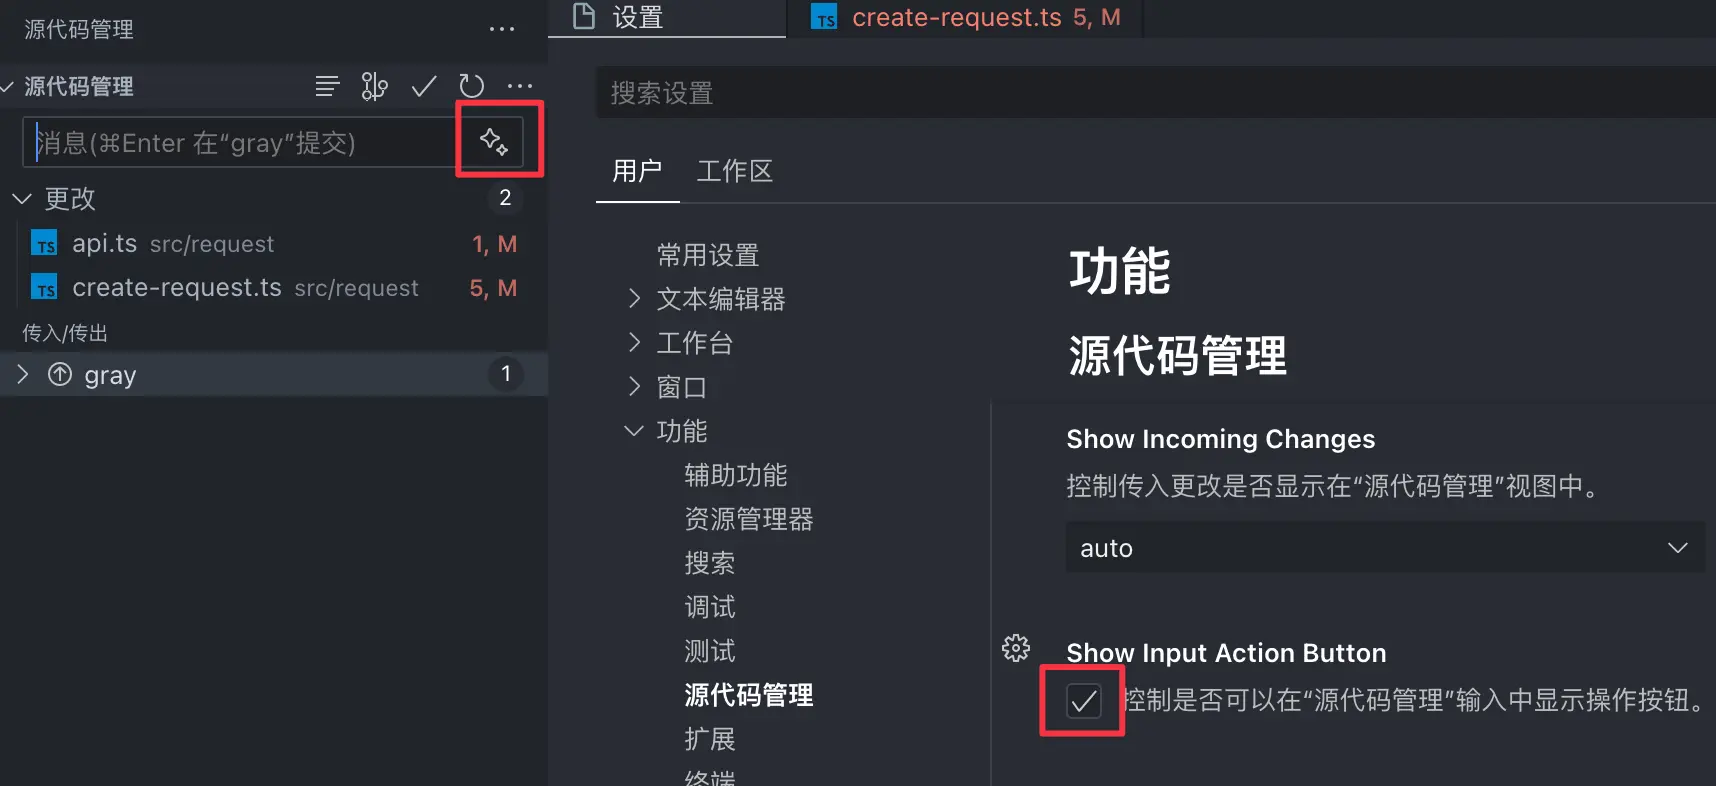 源代码管理
源代码管理
消息(⌘Enter 在“gray”提交)
更改 2
TS api.ts src/request 1, M
TS create-request.ts src/request 5, M
传入/传出
gray 1
设置
TS create-request.ts 5, M
搜索设置
用户 工作区
常用设置
文本编辑器
工作台
窗口
功能
辅助功能
资源管理器
搜索
调试
测试
源代码管理
扩展
终端
功能
源代码管理
Show Incoming Changes
控制传入更改是否显示在“源代码管理”视图中。
auto
Show Input Action Button
控制是否可以在“源代码管理”输入中显示操作按钮。